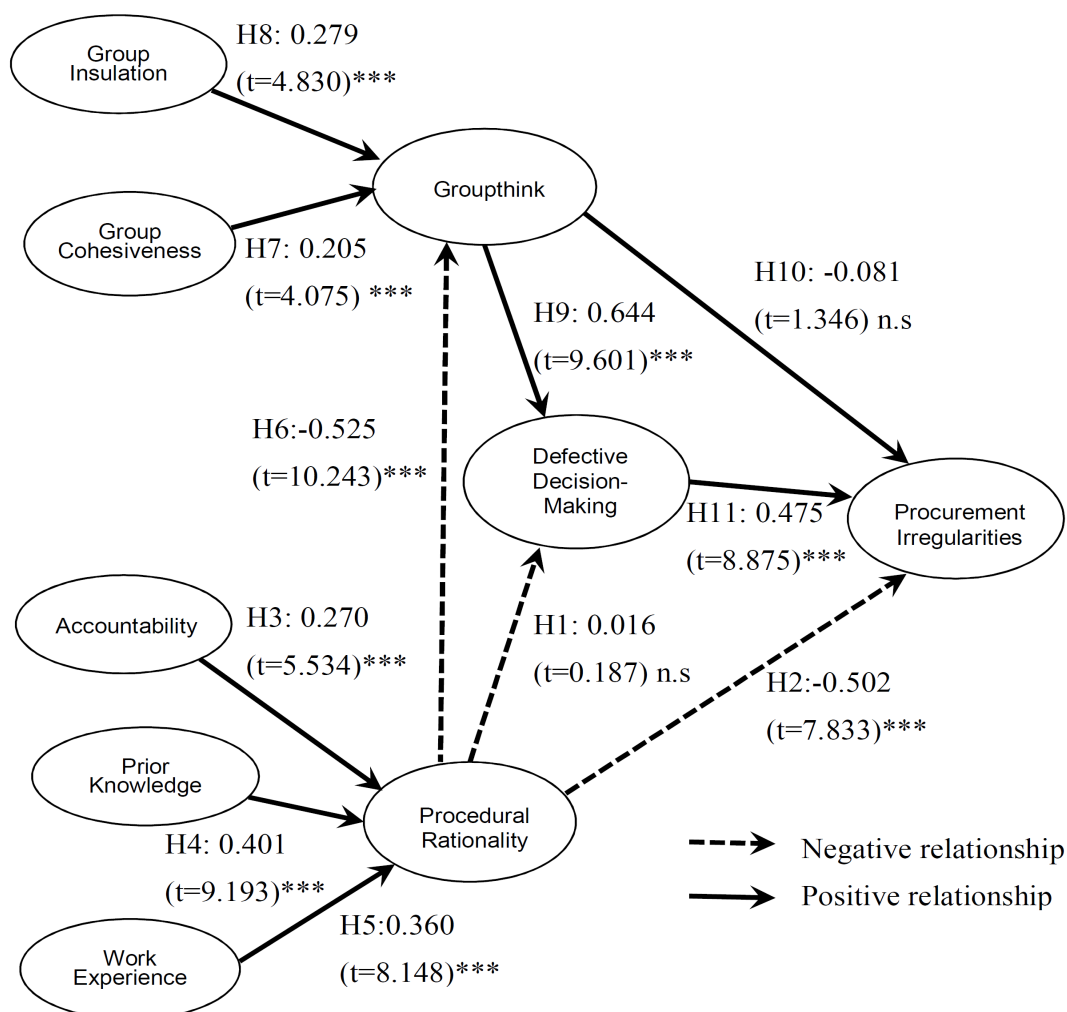 Group
Insulation
H8: 0.279
(t=4.830)***
Groupthink
Group
Cohesiveness
H7: 0.205
(t=4.075) ***
H10: -0.081
(t=1.346) n.s
H9: 0.644
(t=9.601)***
H6:-0.525
(t=10.243)***
Defective
Decision-
Making
H11: 0.475
(t=8.875)***
Procurement
Irregularities
Accountability
H3: 0.270
(t=5.534)***
H1: 0.016
(t=0.187) n.s
H2:-0.502
(t=7.833)***
Prior
Knowledge
H4: 0.401
(t=9.193)***
Procedural
Rationality
Work
Experience
H5:0.360
(t=8.148)***
Negative relationship
Positive relationship